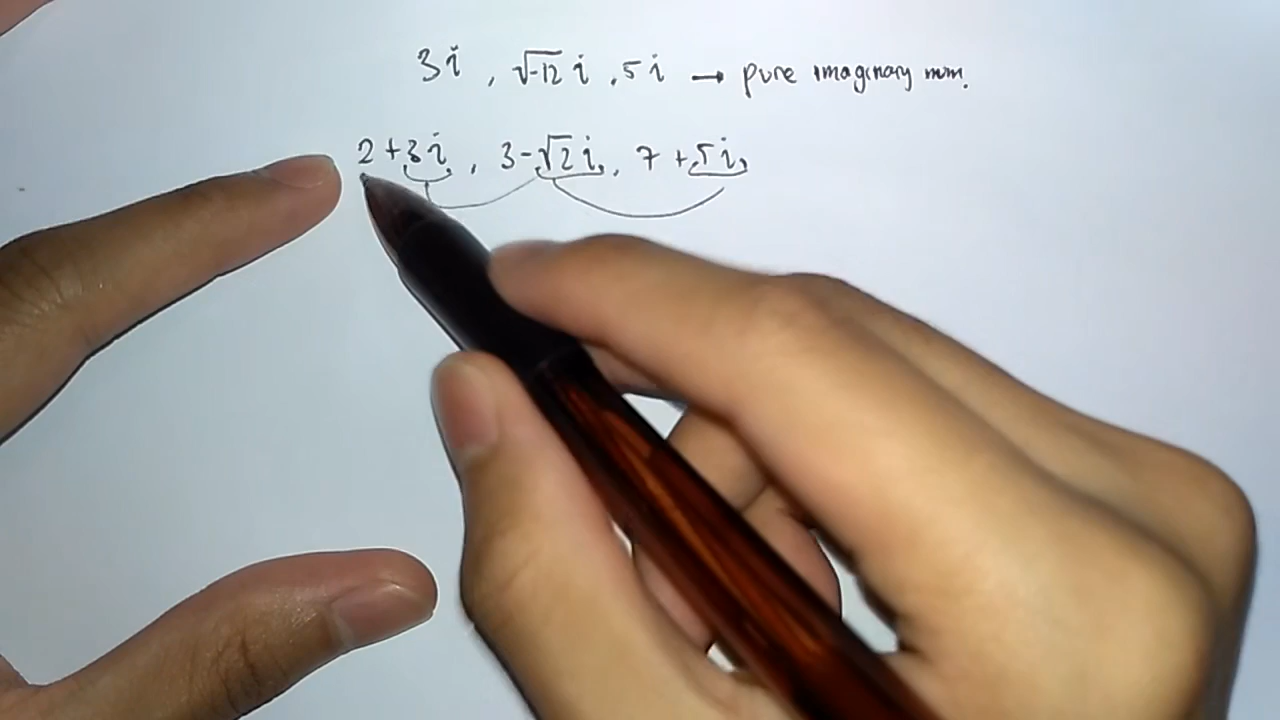 3i , √-12 i , 5i → pure imaginary num.
2 + 3i , 3 - √2 i , 7 + 5i